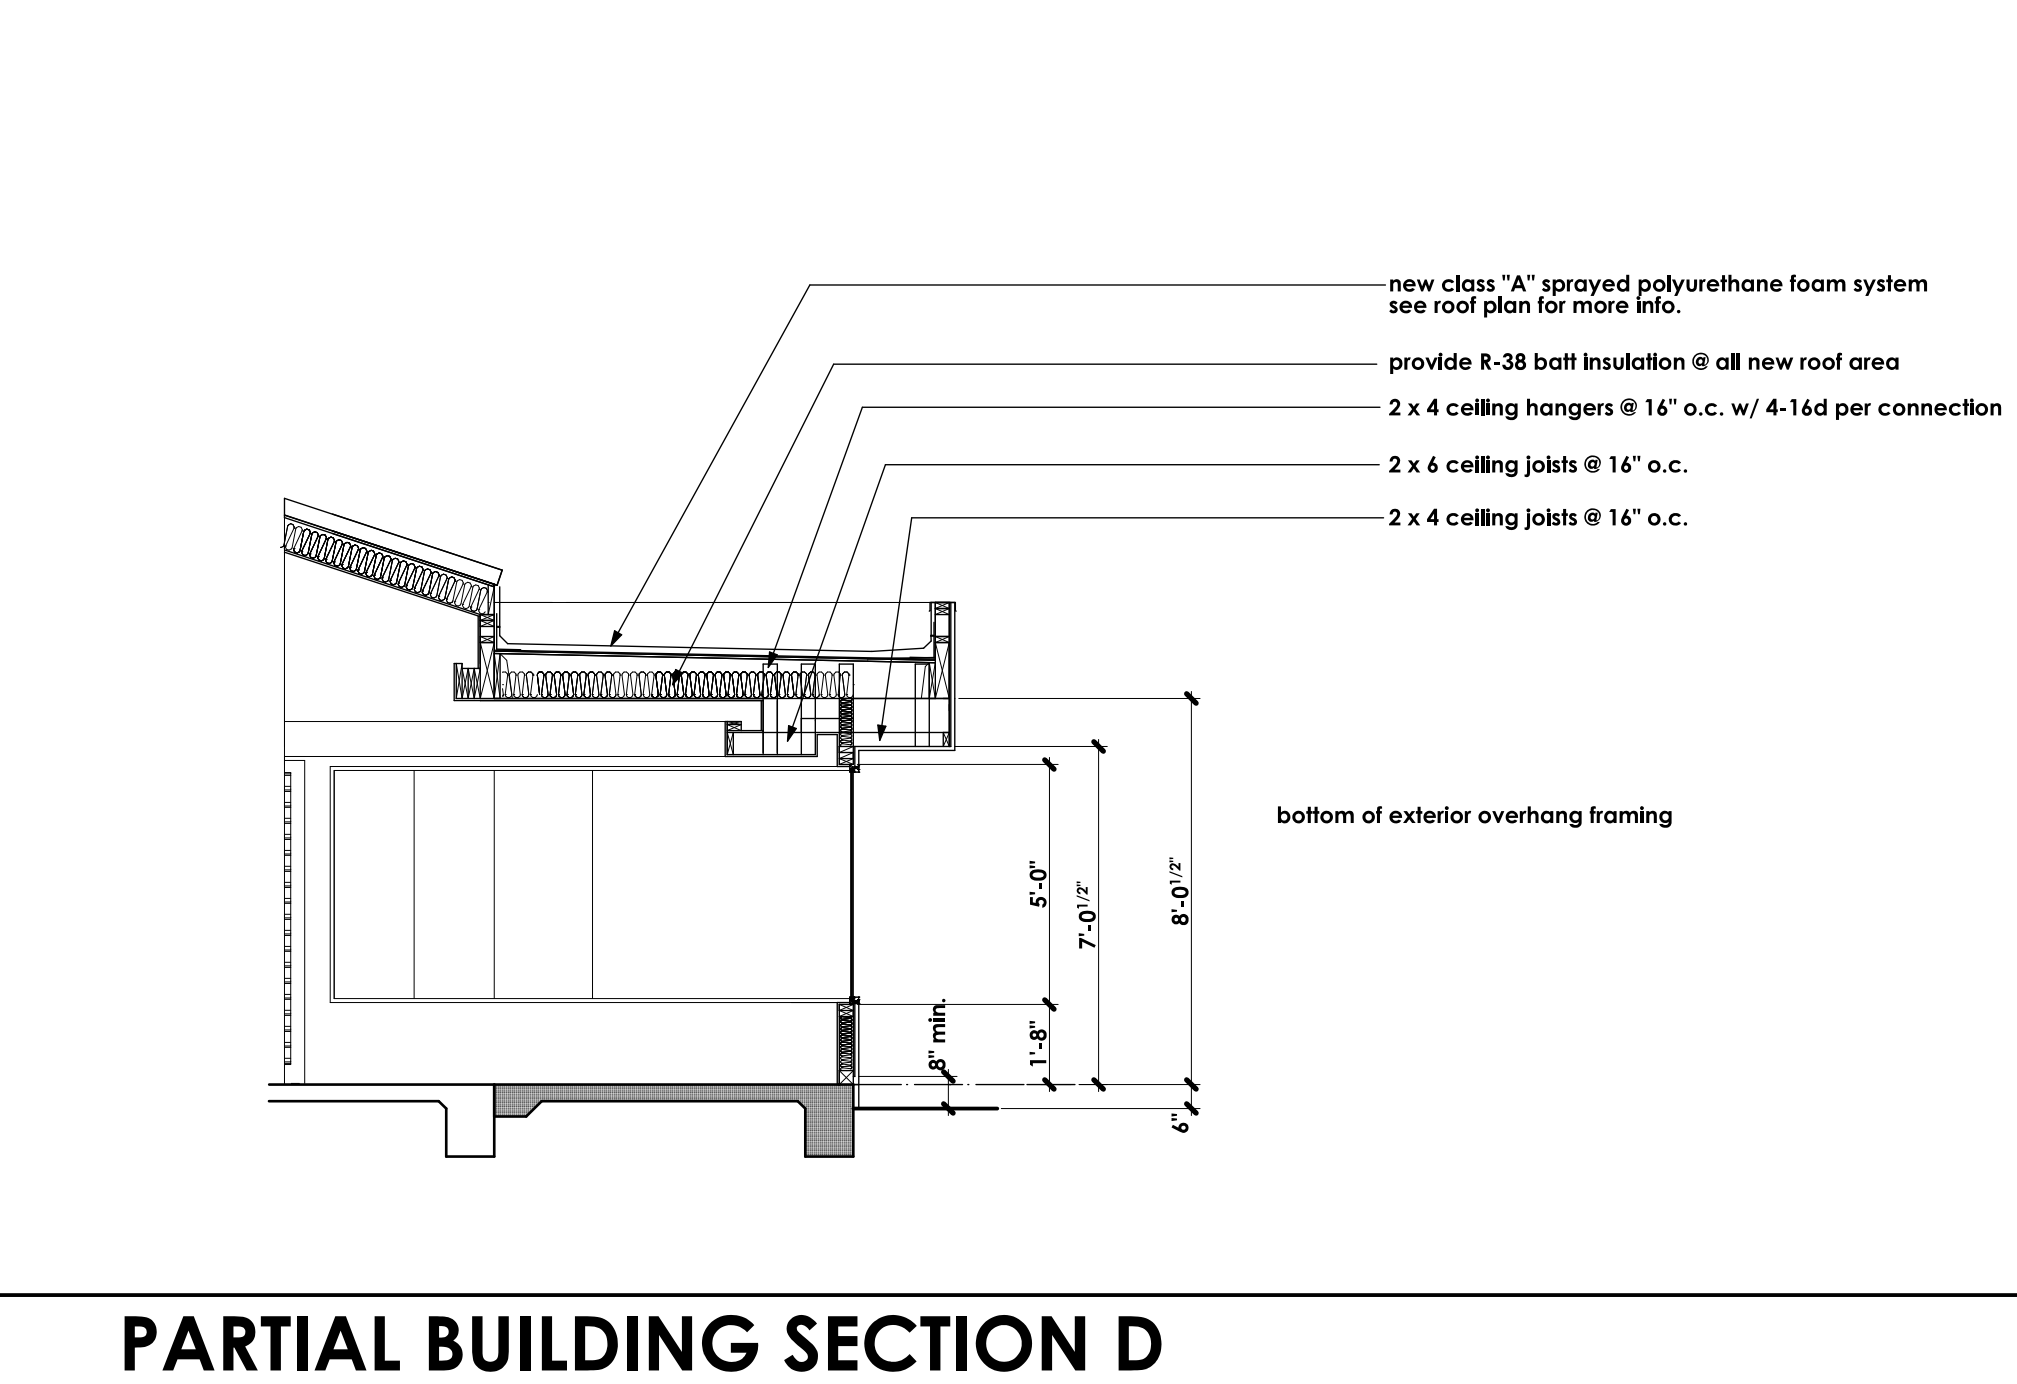 new class "A" sprayed polyurethane foam system
see roof plan for more info.
provide R-38 batt insulation @ all new roof area
2 x 4 ceiling hangers @ 16" o.c. w/ 4-16d per connection
2 x 6 ceiling joists @ 16" o.c.
2 x 4 ceiling joists @ 16" o.c.
bottom of exterior overhang framing
5'-0"
7'-0 1/2"
8'-0 1/2"
8" min.
1'-8"
6"
PARTIAL BUILDING SECTION D